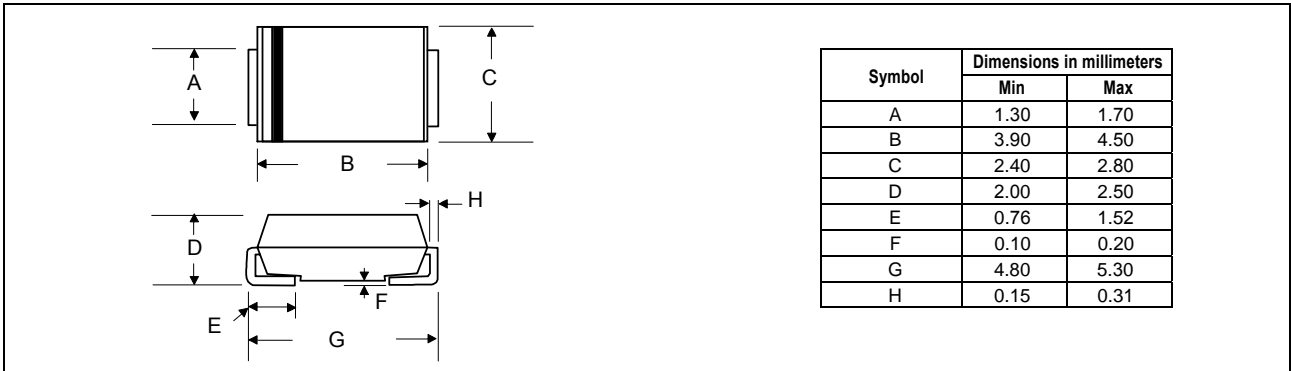 A
C
B
H
D
F
E
G
Symbol Dimensions in millimeters
Min Max
A 1.30 1.70
B 3.90 4.50
C 2.40 2.80
D 2.00 2.50
E 0.76 1.52
F 0.10 0.20
G 4.80 5.30
H 0.15 0.31